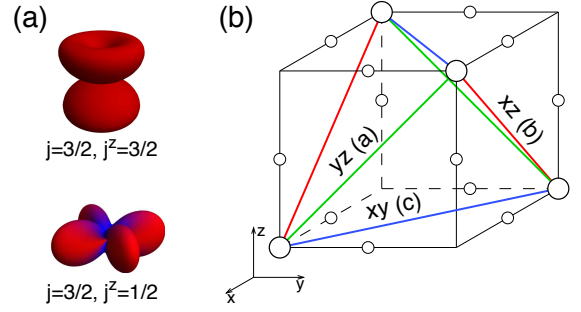 (a)
j=3/2, j^z=3/2
j=3/2, j^z=1/2
(b)
yz (a)
xz (b)
xy (c)
z
y
x